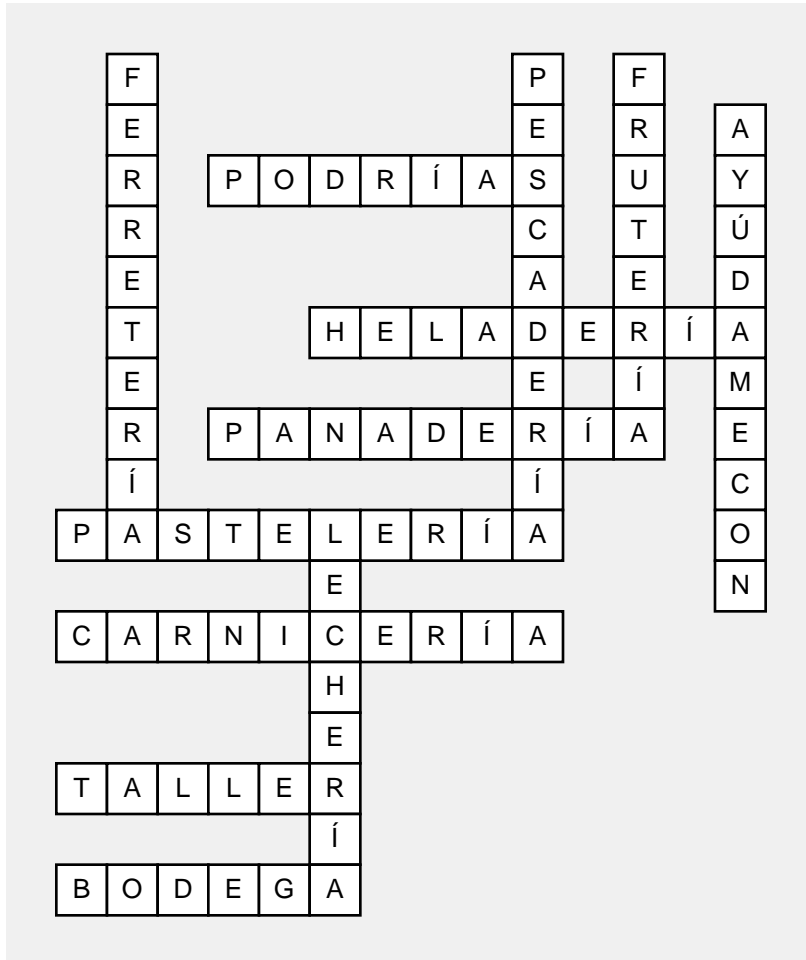 FERRETERÍA
PESCADERÍA
FRUTERÍA
AYÚDAMECON
PODRÍAS
HELADERÍA
PANADERÍA
PASTELERÍA
LECHERÍA
CARNICERÍA
TALLER
BODEGA